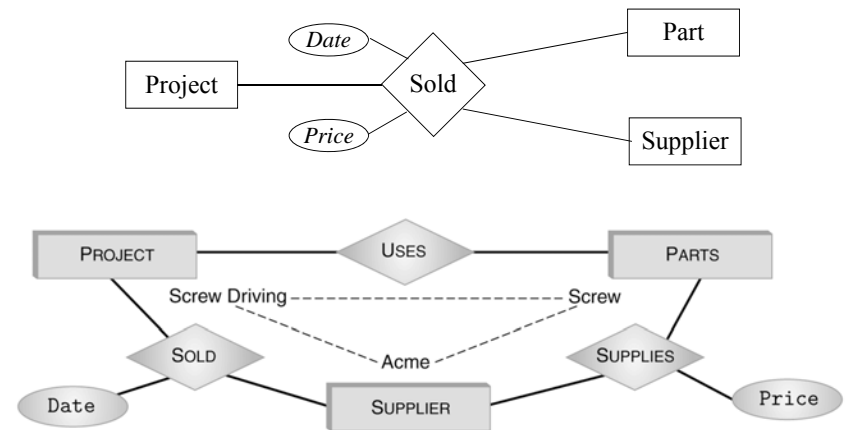 Date
Part
Project
Sold
Price
Supplier
PROJECT
USES
PARTS
Screw Driving
Screw
SOLD
Acme
SUPPLIES
Date
SUPPLIER
Price